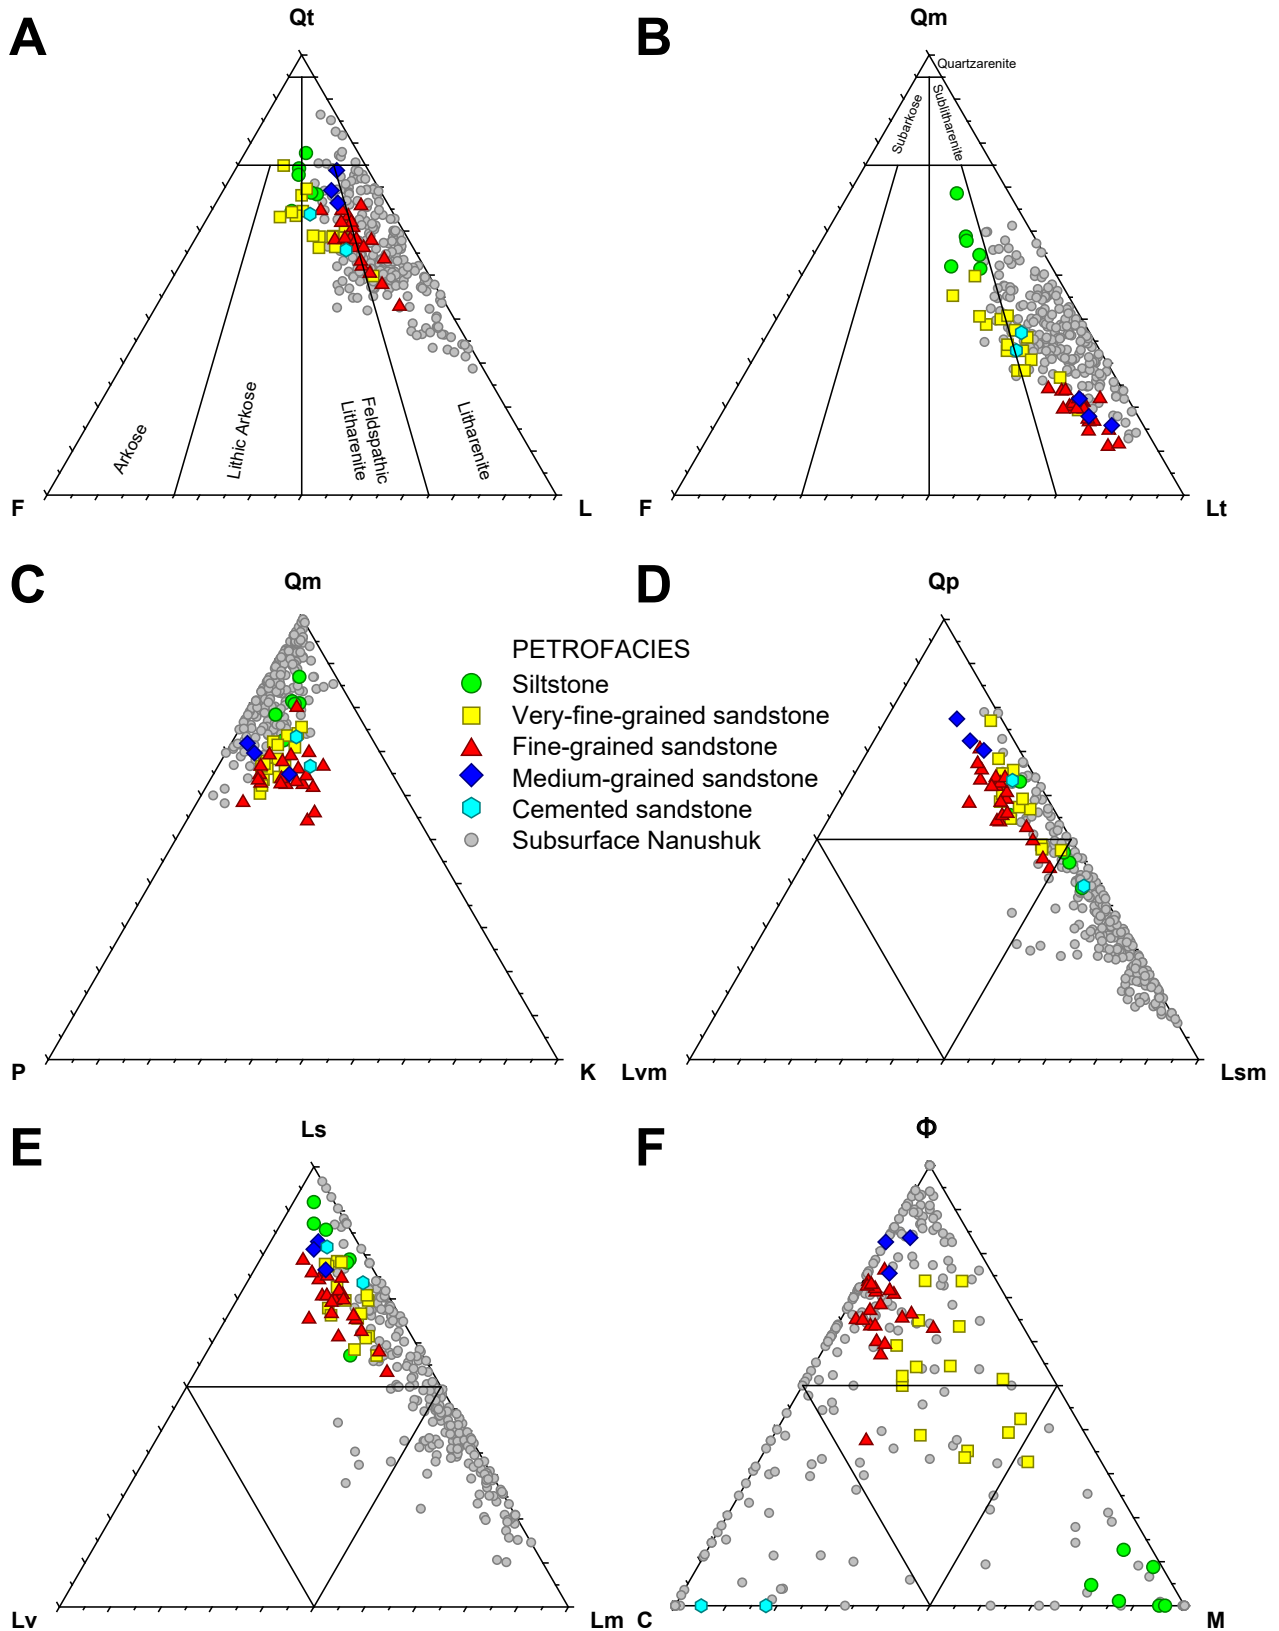 A
Qt
Arkose
Lithic Arkose
Feldspathic
Litharenite
Litharenite
F
L
B
Qm
Quartzarenite
Subarkose
Sublitharenite
F
Lt
C
Qm
P
K
PETROFACIES
Siltstone
Very-fine-grained sandstone
Fine-grained sandstone
Medium-grained sandstone
Cemented sandstone
Subsurface Nanushuk
D
Qp
Lvm
Lsm
E
Ls
Lv
Lm
F
Φ
C
M